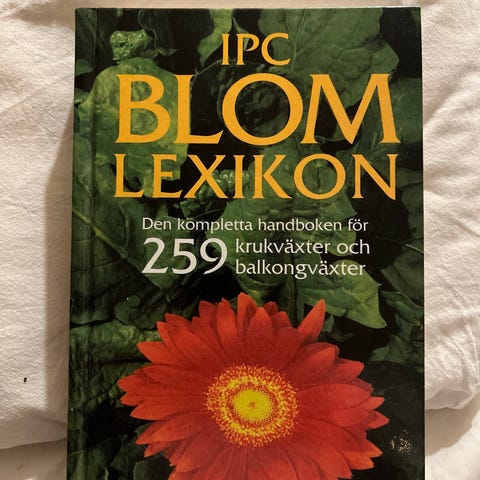 IPC
BLOM
LEXIKON
Den kompletta handboken för
259 krukväxter och
balkongväxter